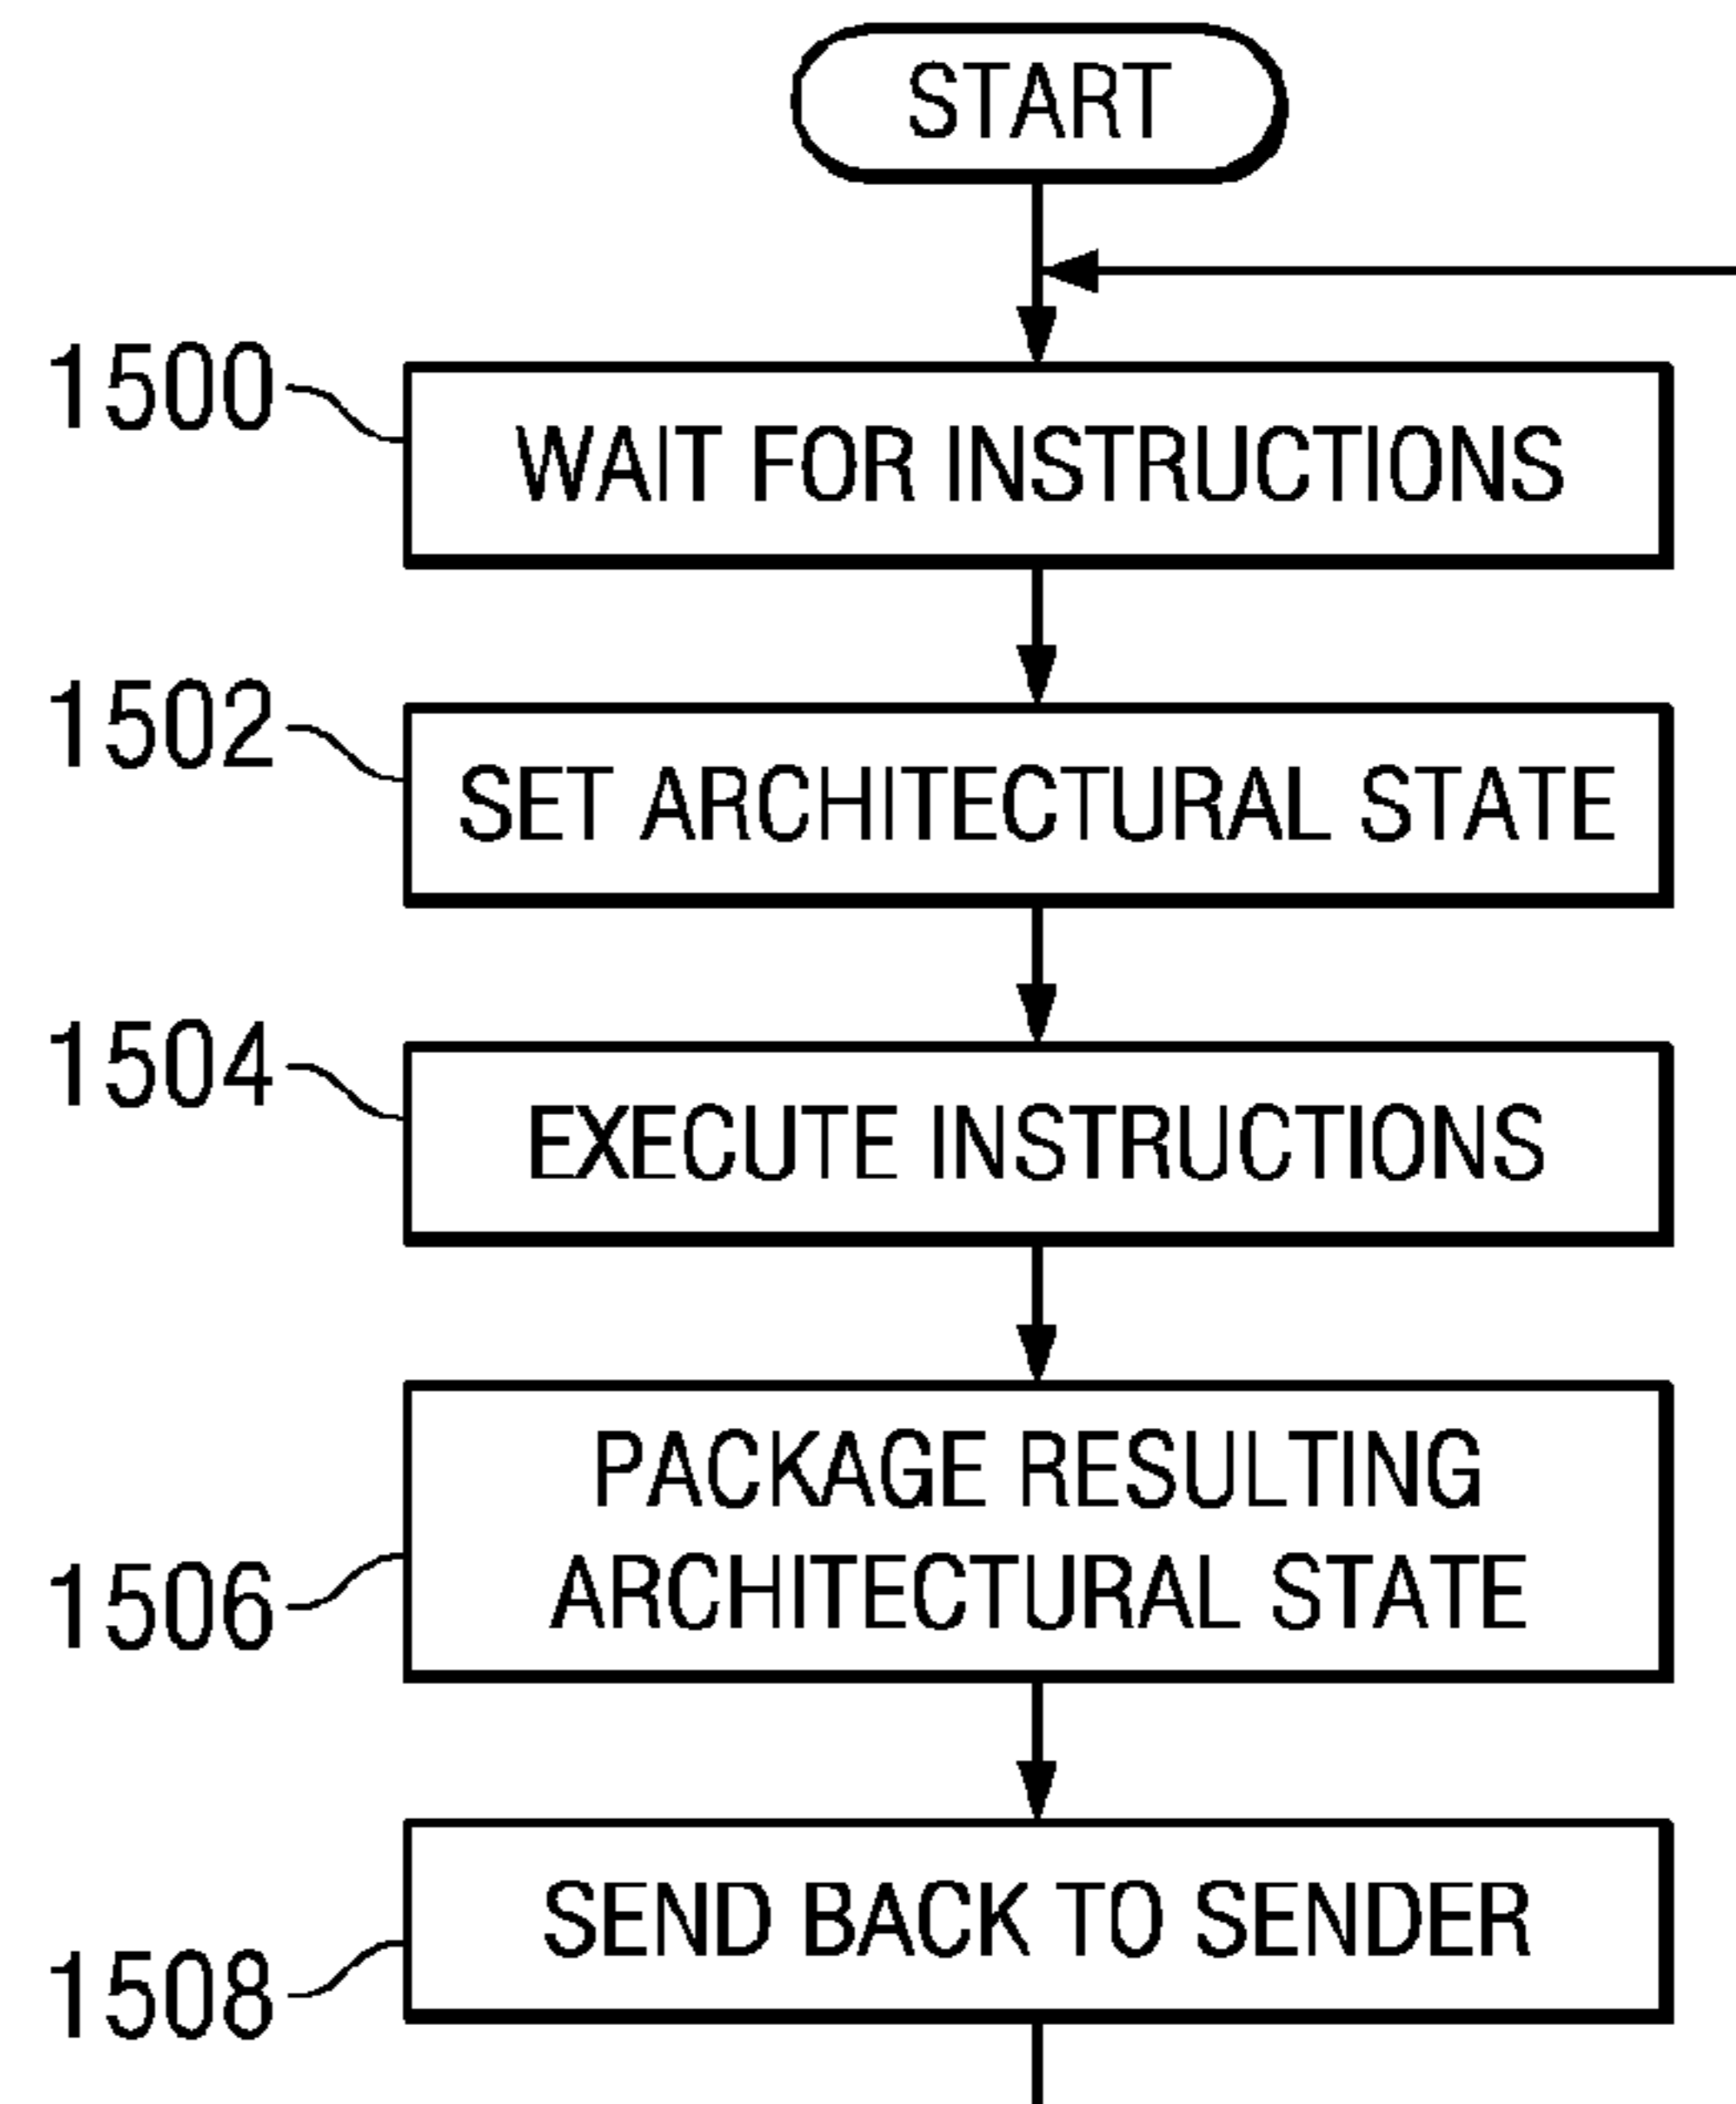 START
1500
WAIT FOR INSTRUCTIONS
1502
SET ARCHITECTURAL STATE
1504
EXECUTE INSTRUCTIONS
PACKAGE RESULTING
ARCHITECTURAL STATE
1506
SEND BACK TO SENDER
1508